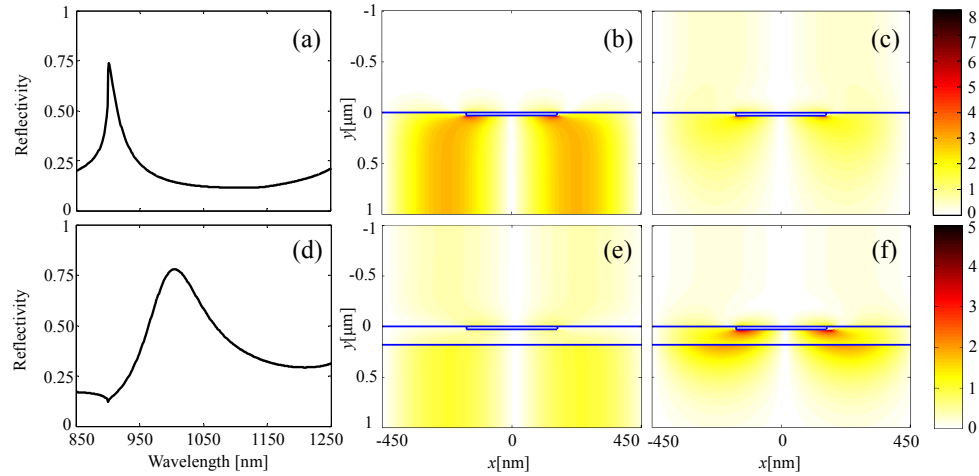 (a)
Reflectivity
1
0.75
0.50
0.25
0
(b)
y[µm]
-1
-0.5
0
0.5
1
(c)
8
7
6
5
4
3
2
1
0
(d)
Reflectivity
1
0.75
0.50
0.25
0
850 950 1050 1150 1250
Wavelength [nm]
(e)
y[µm]
-1
-0.5
0
0.5
1
-450 0 450
x[nm]
(f)
-450 0 450
x[nm]
5
4
3
2
1
0